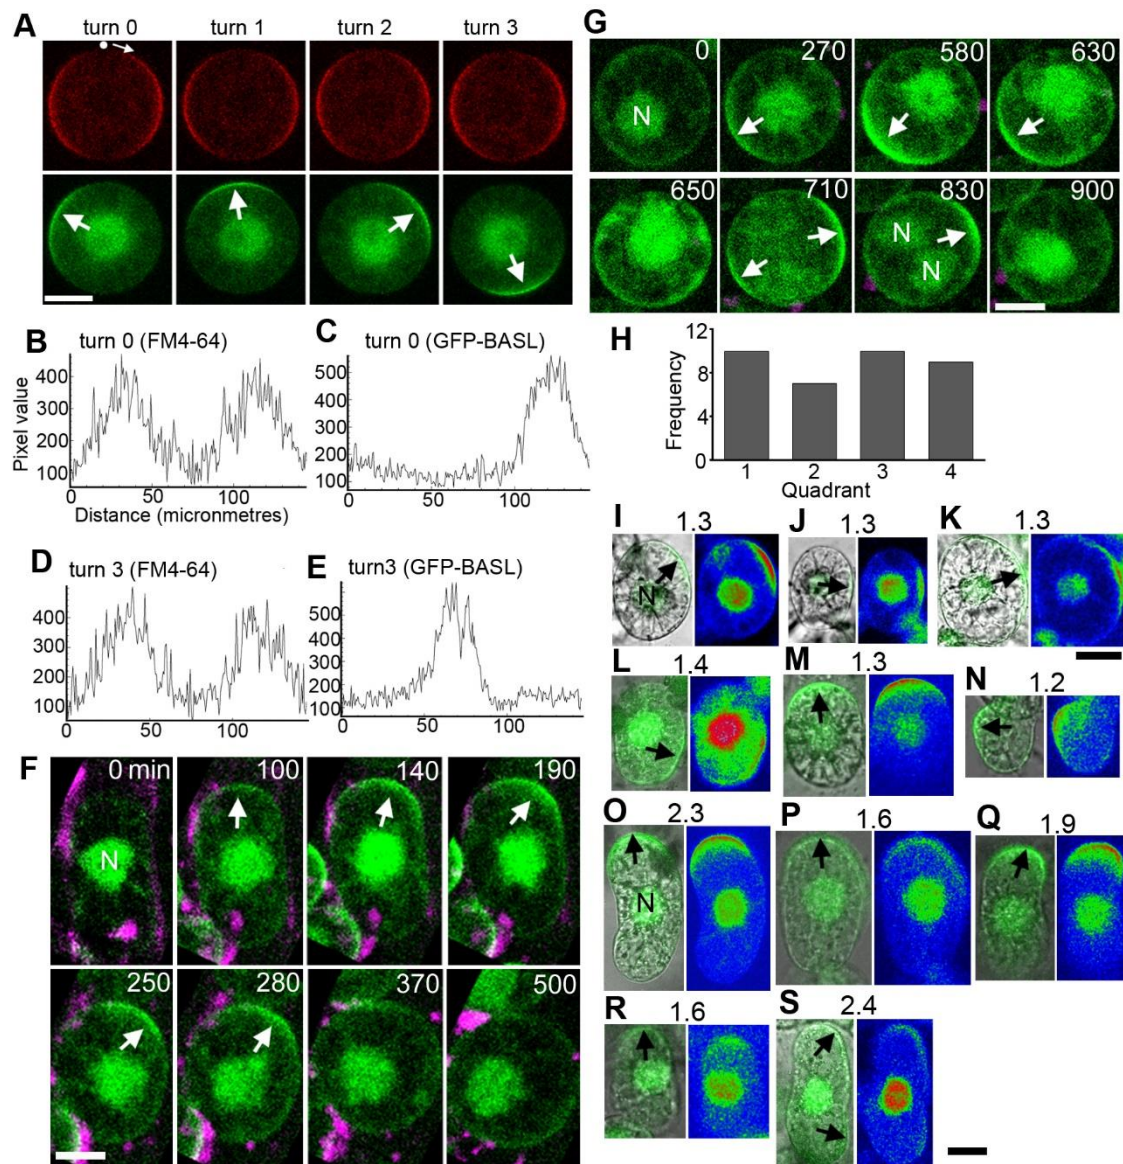 A
turn 0 turn 1 turn 2 turn 3
B
turn 0 (FM4-64)
Pixel value
400
300
200
100
0 50 100
Distance (micronmetres)
C
turn 0 (GFP-BASL)
500
400
300
200
100
0 50 100
D
turn 3 (FM4-64)
400
300
200
100
0 50 100
E
turn3 (GFP-BASL)
500
400
300
200
100
0 50 100
F
0 min 100 140 190
N
250 280 370 500
G
0 270 580 630
N
650 710 830 900
N
N
H
Frequency
12
8
4
0
1 2 3 4
Quadrant
I 1.3 J 1.3 K 1.3
N
L 1.4 M 1.3 N 1.2
O 2.3 P 1.6 Q 1.9
N
R 1.6 S 2.4